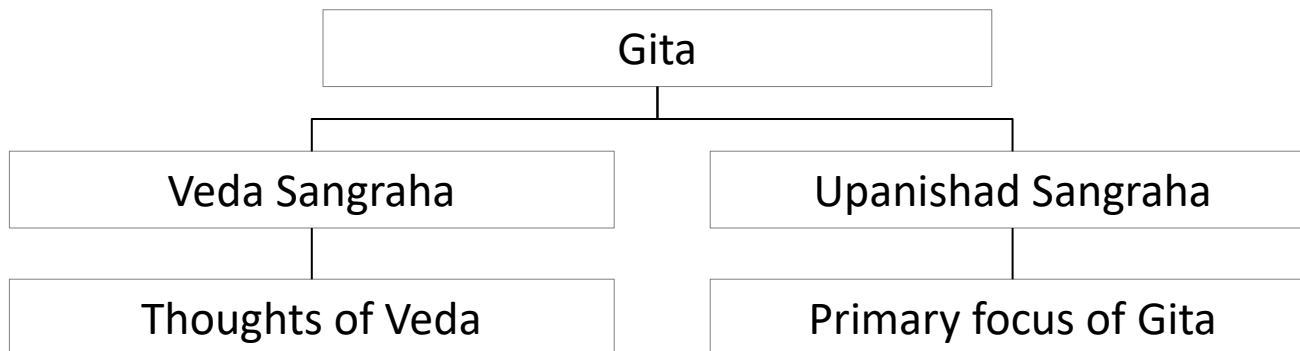 Gita
Veda Sangraha
Upanishad Sangraha
Thoughts of Veda
Primary focus of Gita